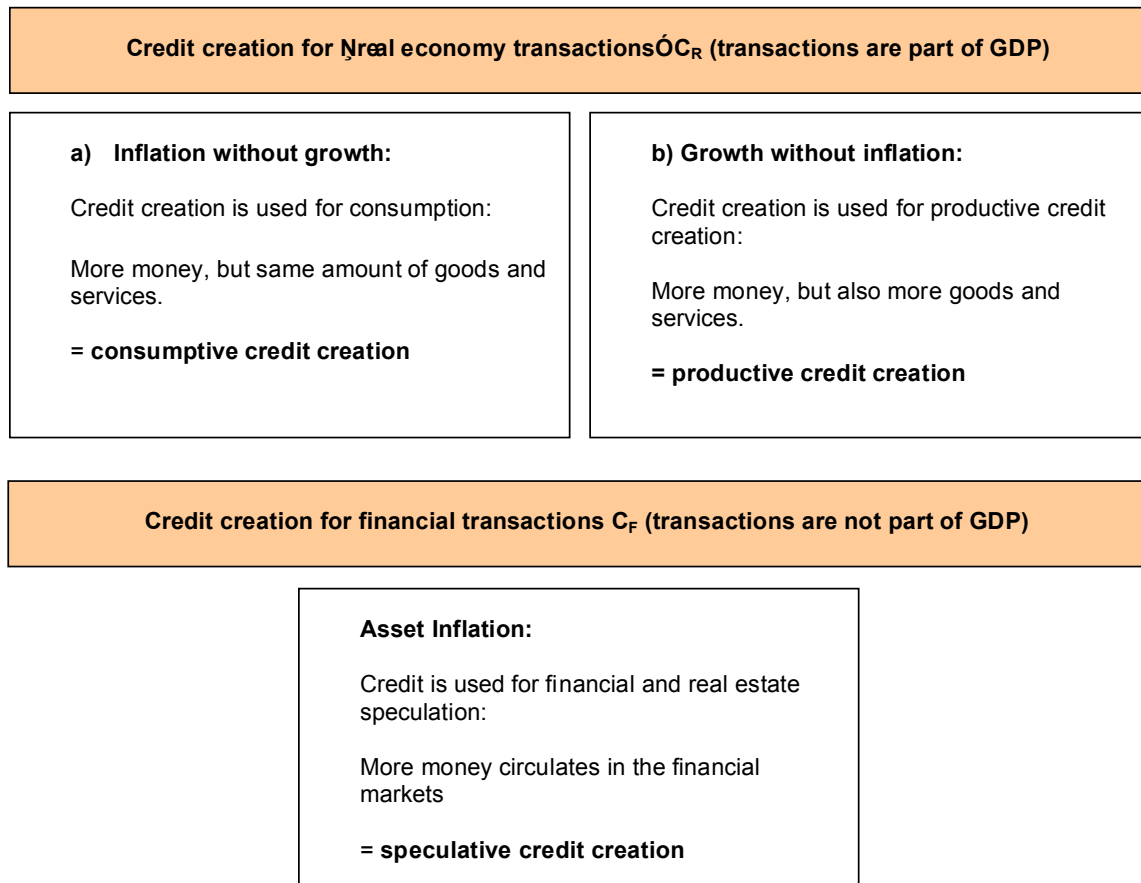 Credit creation for Ņreal economy transactionsÓC_R (transactions are part of GDP)
a) Inflation without growth:
Credit creation is used for consumption:
More money, but same amount of goods and
services.
= consumptive credit creation
b) Growth without inflation:
Credit creation is used for productive credit
creation:
More money, but also more goods and
services.
= productive credit creation
Credit creation for financial transactions C_F (transactions are not part of GDP)
Asset Inflation:
Credit is used for financial and real estate
speculation:
More money circulates in the financial
markets
= speculative credit creation